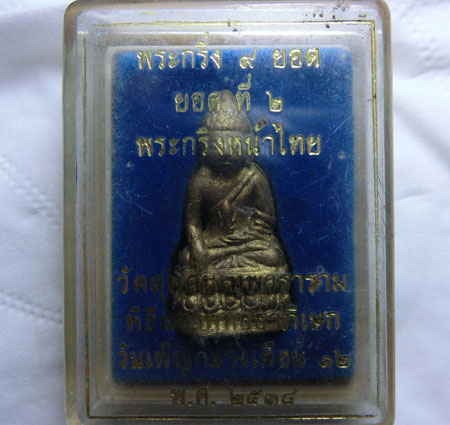 พระกริ่ง ๙ ยอด
ยอดที่ ๒
พระกริ่งหน้าไทย
วัดสุทัศนเทพวราราม
พิธี
วันเพ็ญกลางเดือน ๑๒
พ.ศ. ๒๕๓๔